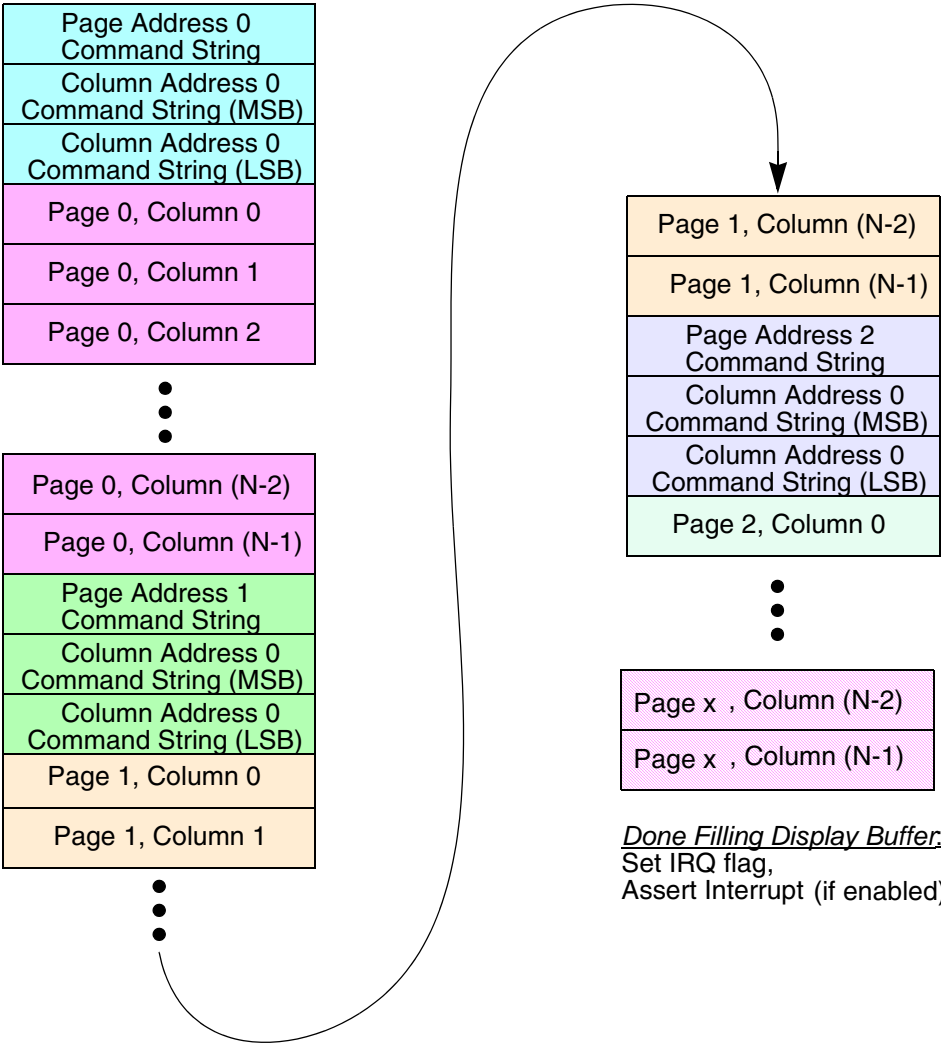 Page Address 0
Command String
Column Address 0
Command String (MSB)
Column Address 0
Command String (LSB)
Page 0, Column 0
Page 0, Column 1
Page 0, Column 2
Page 0, Column (N-2)
Page 0, Column (N-1)
Page Address 1
Command String
Column Address 0
Command String (MSB)
Column Address 0
Command String (LSB)
Page 1, Column 0
Page 1, Column 1
Page 1, Column (N-2)
Page 1, Column (N-1)
Page Address 2
Command String
Column Address 0
Command String (MSB)
Column Address 0
Command String (LSB)
Page 2, Column 0
Page x , Column (N-2)
Page x , Column (N-1)
Done Filling Display Buffer:
Set IRQ flag,
Assert Interrupt (if enabled)